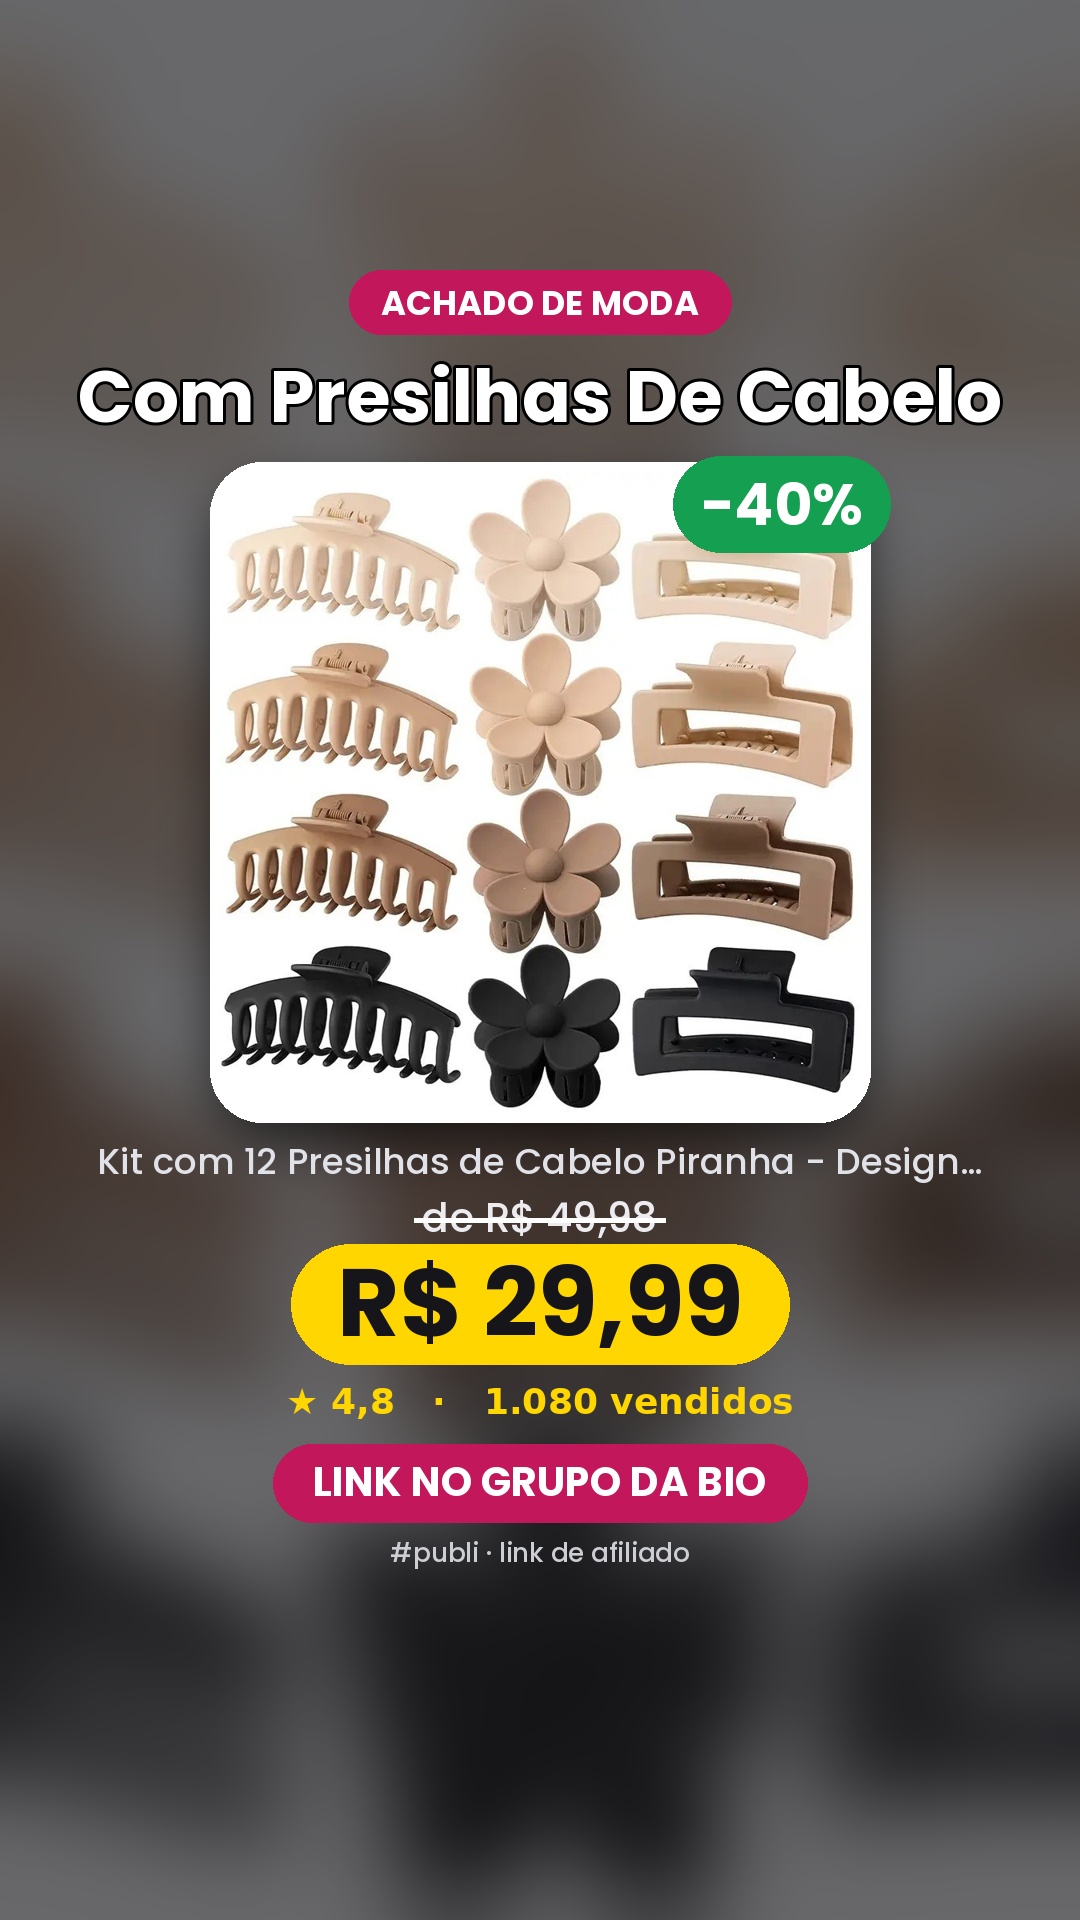 ACHADO DE MODA
Com Presilhas De Cabelo
-40%
Kit com 12 Presilhas de Cabelo Piranha - Design...
de R$ 49,98
R$ 29,99
★ 4,8 · 1.080 vendidos
LINK NO GRUPO DA BIO
#publi · link de afiliado